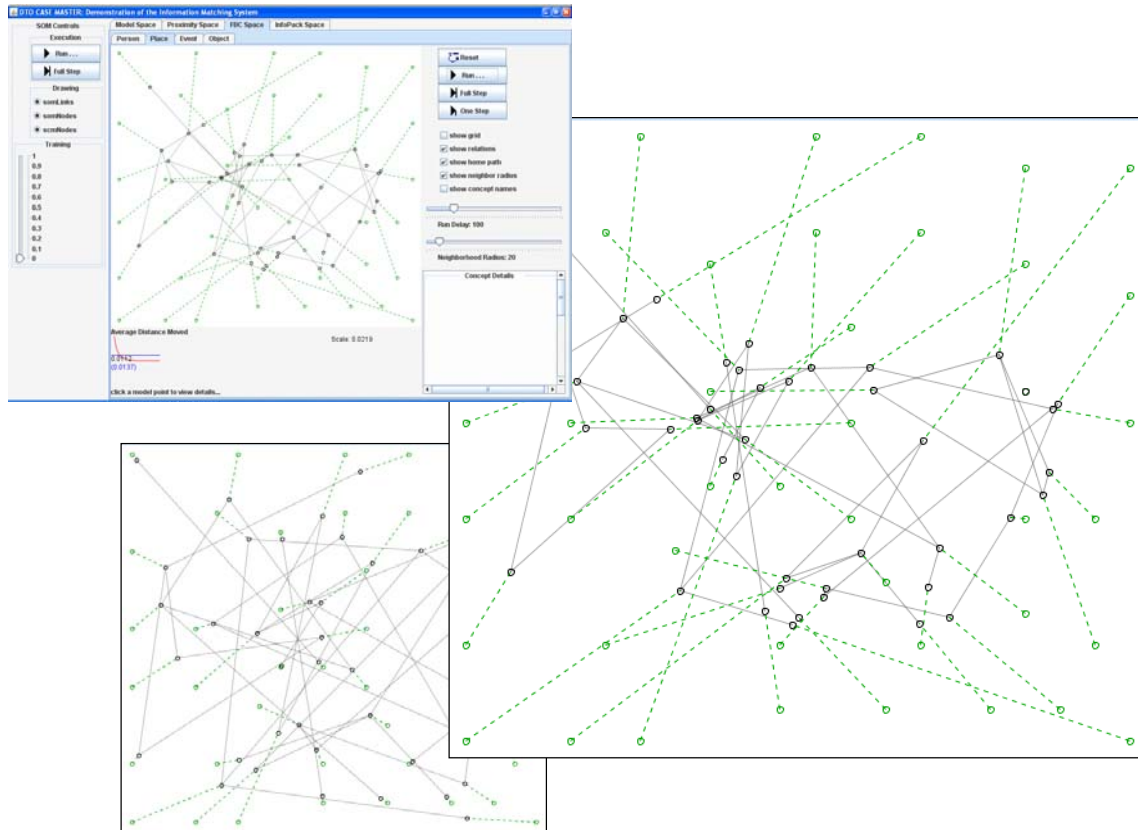 DTO CASE MASTER: Demonstration of the Information Matching System
SOM Controls
Execution
Run . . .
Full Step
Drawing
somLinks
somNodes
scmNodes
Training
1
0.9
0.8
0.7
0.6
0.5
0.4
0.3
0.2
0.1
0
Model Space Proximity Space FDC Space InfoPack Space
Person Place Event Object
Reset
Run . . .
Full Step
One Step
show grid
show relations
show home path
show neighbor radius
show concept names
Run Delay: 100
Neighborhood Radius: 20
Concept Details
Average Distance Moved
Scale: 0.0219
0.0112
(0.0137)
click a model point to view details...